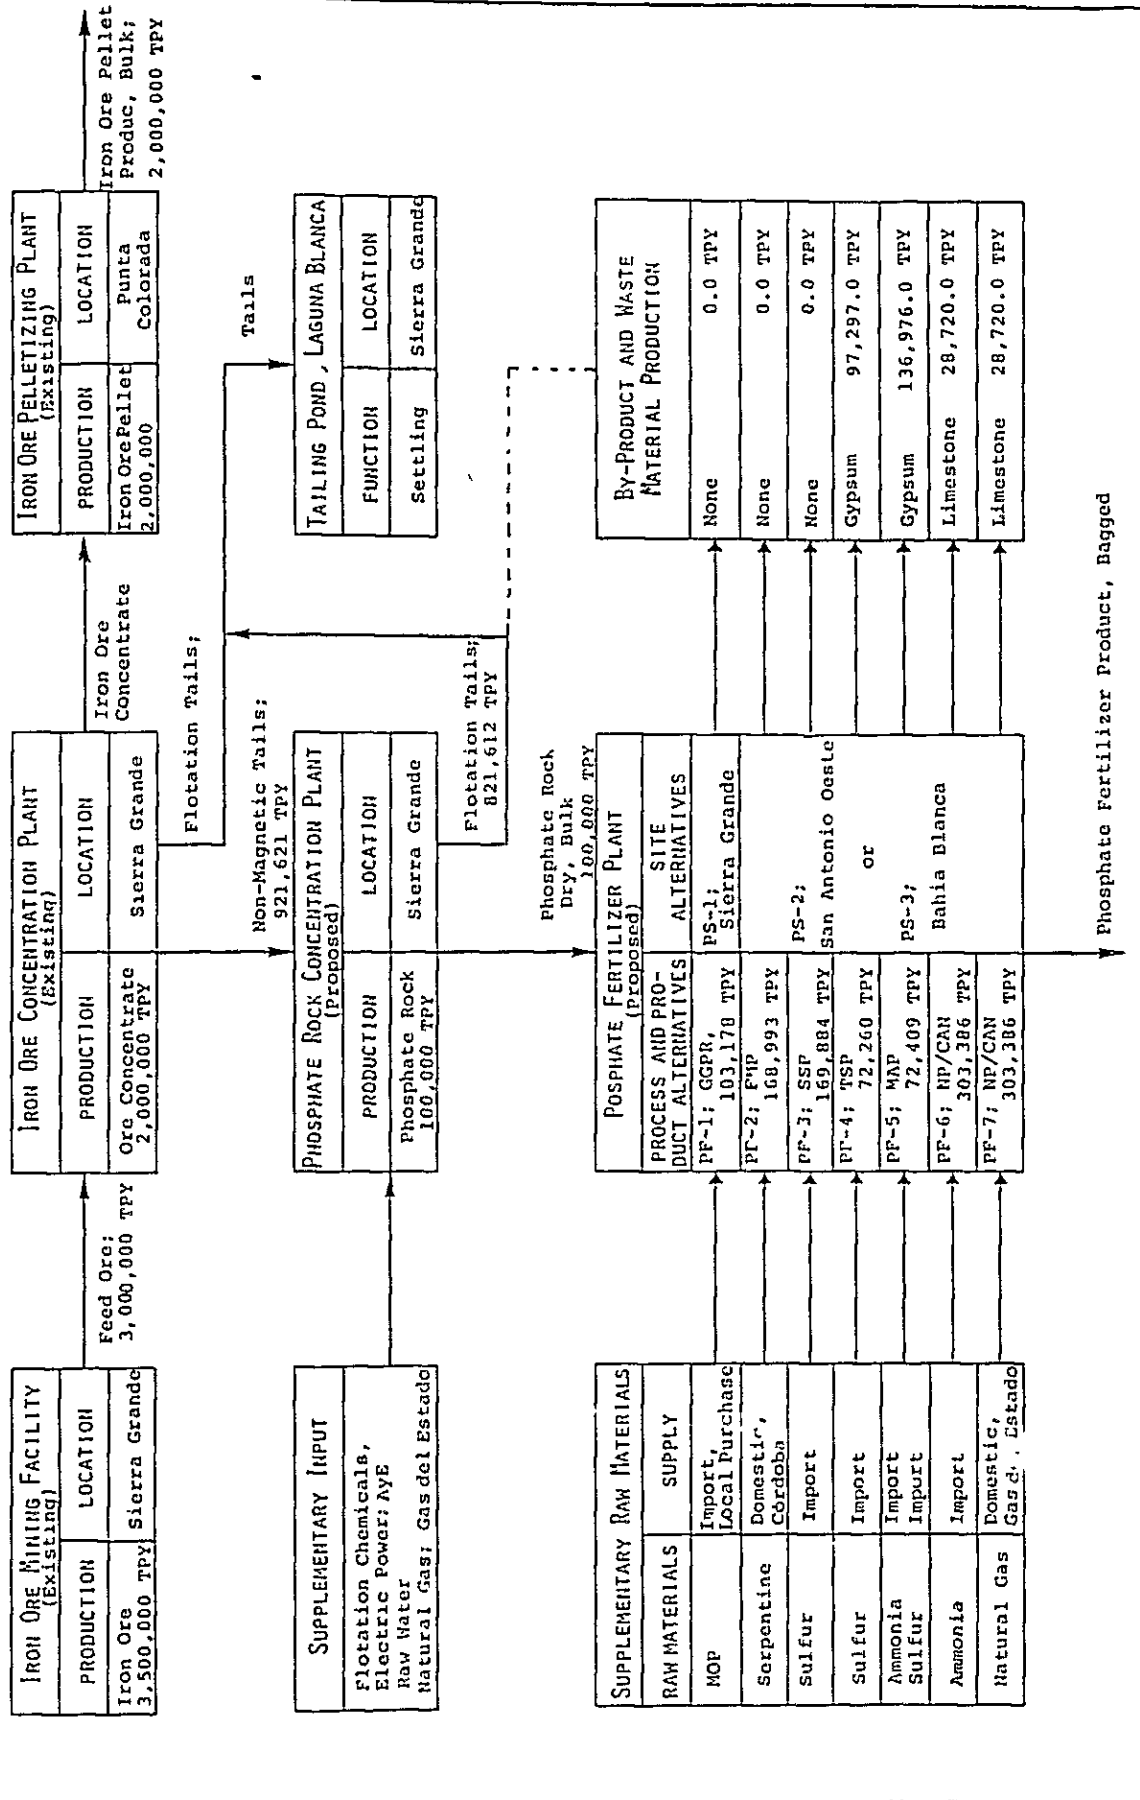 IRON ORE MINING FACILITY
(Existing)
PRODUCTION
LOCATION
Iron Ore
3,500,000 TPY
Sierra Grande
Feed Ore;
3,000,000 TPY
IRON ORE CONCENTRATION PLANT
(Existing)
PRODUCTION
LOCATION
Ore Concentrate
2,000,000 TPY
Sierra Grande
Iron Ore
Concentrate
IRON ORE PELLETIZING PLANT
(Existing)
PRODUCTION
LOCATION
Iron OrePellet
2,000,000
Punta
Colorada
Iron Ore Pellet
Produc, Bulk;
2,000,000 TPY
Flotation Tails;
Tails
Non-Magnetic Tails;
921,621 TPY
SUPPLEMENTARY INPUT
Flotation Chemicals,
Electric Power; AyE
Raw Water
Natural Gas; Gas del Estado
PHOSPHATE ROCK CONCENTRATION PLANT
(Proposed)
PRODUCTION
LOCATION
Phosphate Rock
100,000 TPY
Sierra Grande
TAILING POND, LAGUNA BLANCA
FUNCTION
LOCATION
Settling
Sierra Grande
Flotation Tails;
821,612 TPY
Phosphate Rock
Dry, Bulk
100,000 TPY
SUPPLEMENTARY RAW MATERIALS
RAW MATERIALS
SUPPLY
MOP
Import,
Local Purchase
Serpentine
Domestic,
Córdoba
Sulfur
Import
Sulfur
Import
Ammonia
Import
Sulfur
Import
Ammonia
Import
Natural Gas
Domestic,
Gas Estado
POSPHATE FERTILIZER PLANT
(Proposed)
PROCESS AND PRO-
DUCT ALTERNATIVES
SITE
ALTERNATIVES
PF-1; GGPR,
103,178 TPY
PF-2; FMP
168,993 TPY
PF-3; SSP
169,884 TPY
PF-4; TSP
72,260 TPY
PF-5; MAP
72,409 TPY
PF-6; NP/CAN
303,386 TPY
PF-7; NP/CAN
303,386 TPY
PS-1;
Sierra Grande
PS-2;
San Antonio Oeste
or
PS-3;
Bahia Blanca
BY-PRODUCT AND WASTE
MATERIAL PRODUCTION
None 0.0 TPY
None 0.0 TPY
None 0.0 TPY
Gypsum 97,297.0 TPY
Gypsum 136,976.0 TPY
Limestone 28,720.0 TPY
Limestone 28,720.0 TPY
Phosphate Fertilizer Product, Bagged